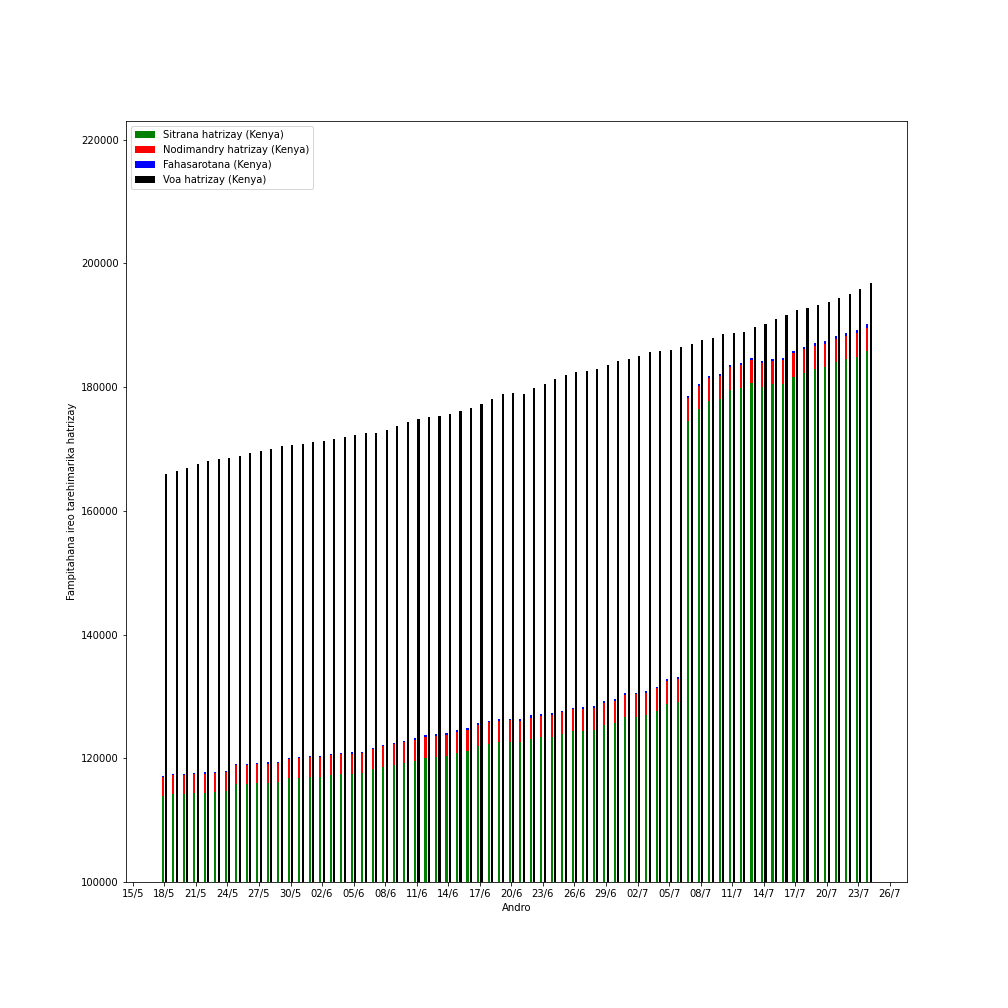 Sitrana hatrizay (Kenya)
Nodimandry hatrizay (Kenya)
Fahasarotana (Kenya)
Voa hatrizay (Kenya)
220000
200000
180000
160000
140000
120000
100000
Fampitahana ireo tarehimarika hatrizay
15/5 18/5 21/5 24/5 27/5 30/5 02/6 05/6 08/6 11/6 14/6 17/6 20/6 23/6 26/6 29/6 02/7 05/7 08/7 11/7 14/7 17/7 20/7 23/7 26/7
Andro